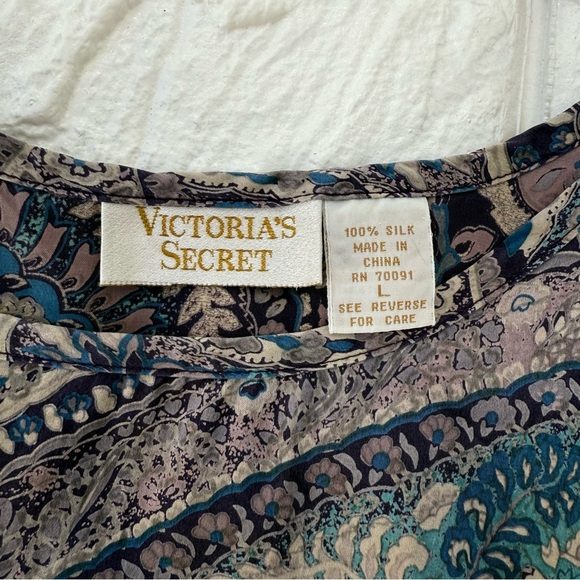 VICTORIA'S
SECRET
100% SILK
MADE IN
CHINA
RN 70091
L
SEE REVERSE
FOR CARE